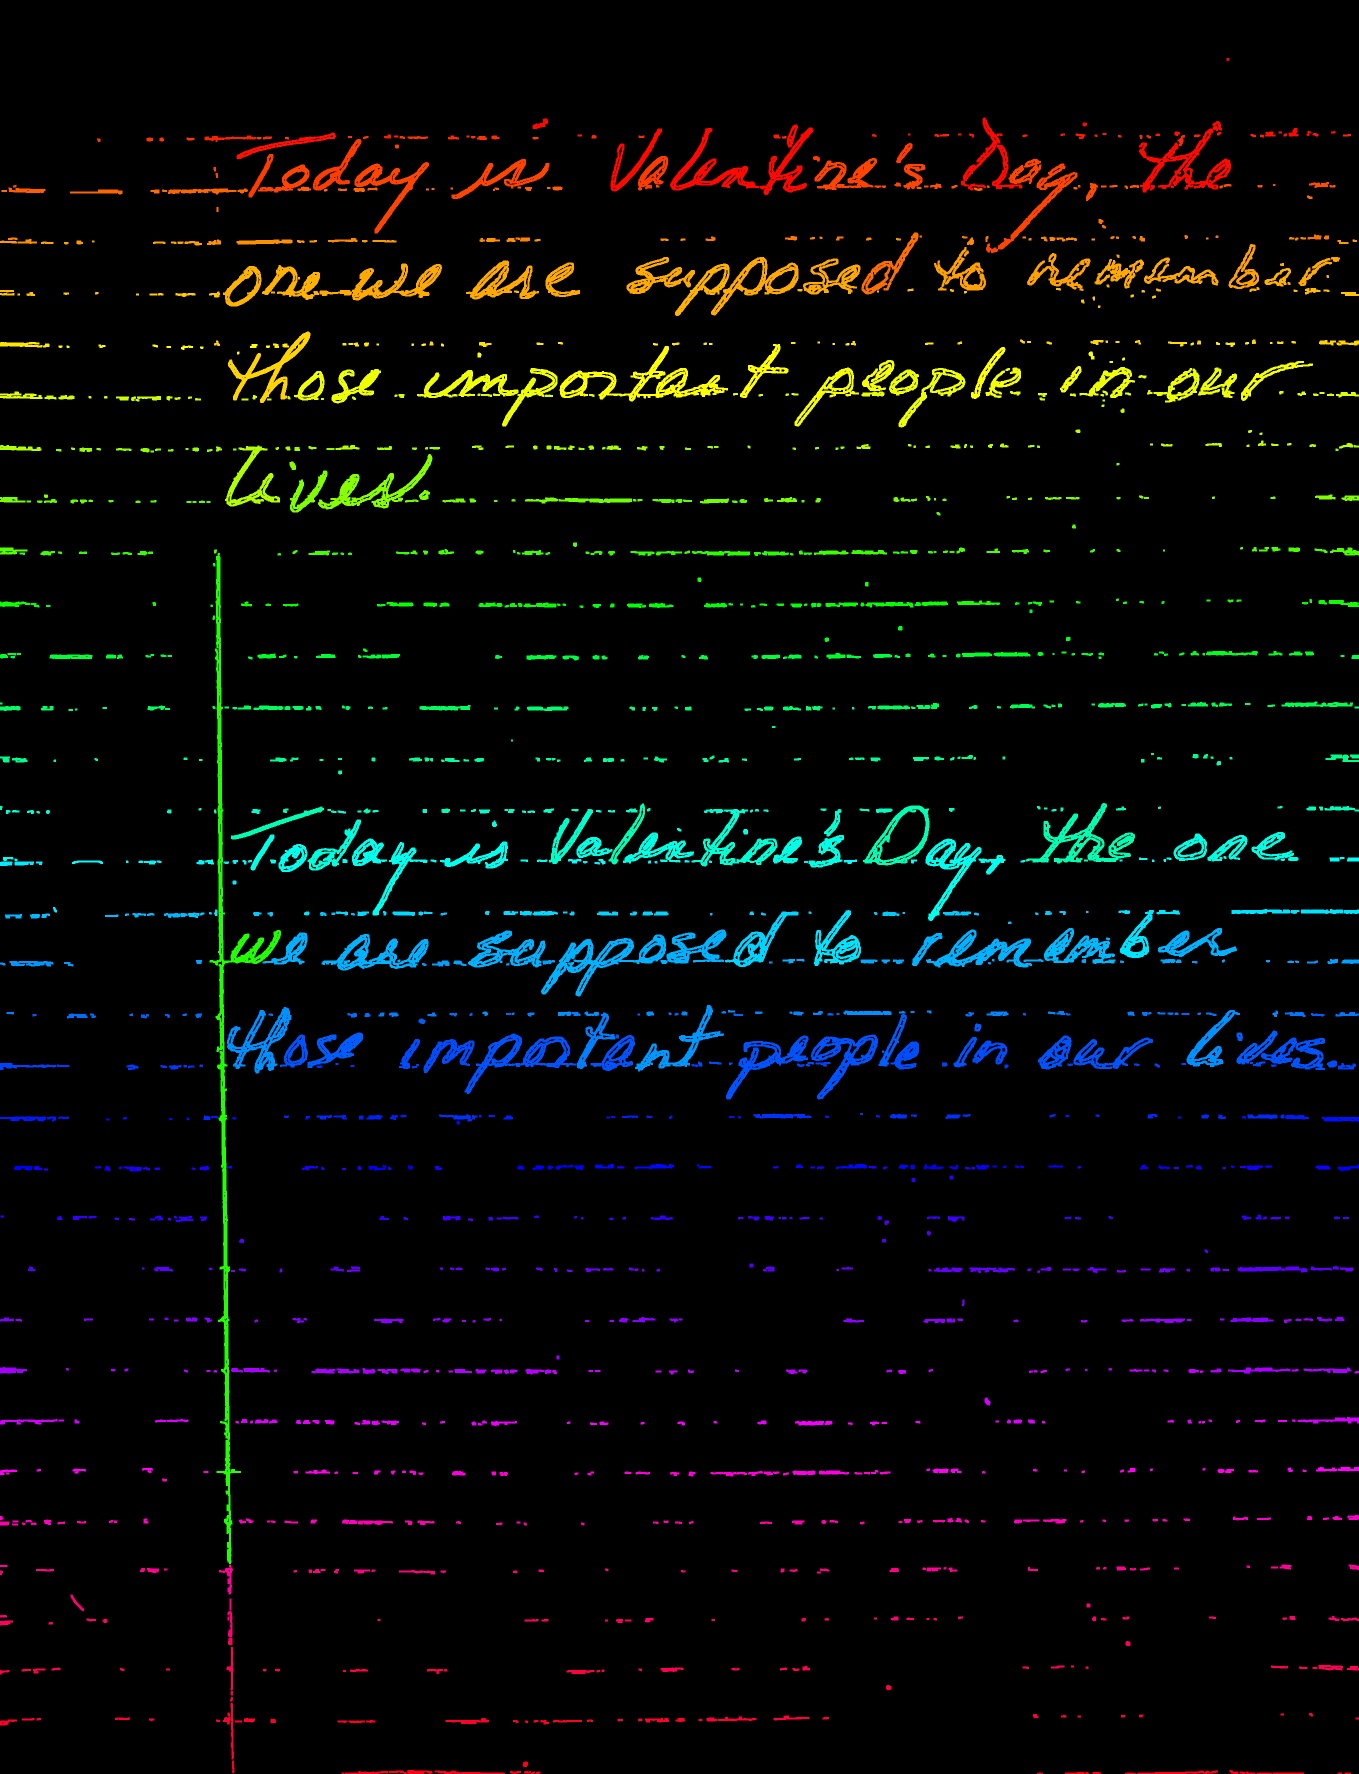 Today is Valentine's Day, the
one we are supposed to remember
those important people in our
lives.
Today is Valentine's Day, the one
we are supposed to remember
those important people in our lives.